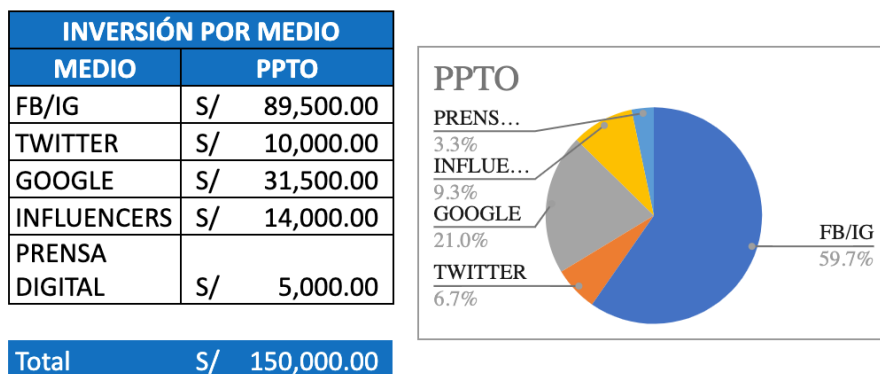 INVERSIÓN POR MEDIO
MEDIO PPTO
FB/IG S/ 89,500.00
TWITTER S/ 10,000.00
GOOGLE S/ 31,500.00
INFLUENCERS S/ 14,000.00
PRENSA
DIGITAL S/ 5,000.00
Total S/ 150,000.00
PPTO
PRENS…
3.3%
INFLUE…
9.3%
GOOGLE
21.0%
TWITTER
6.7%
FB/IG
59.7%